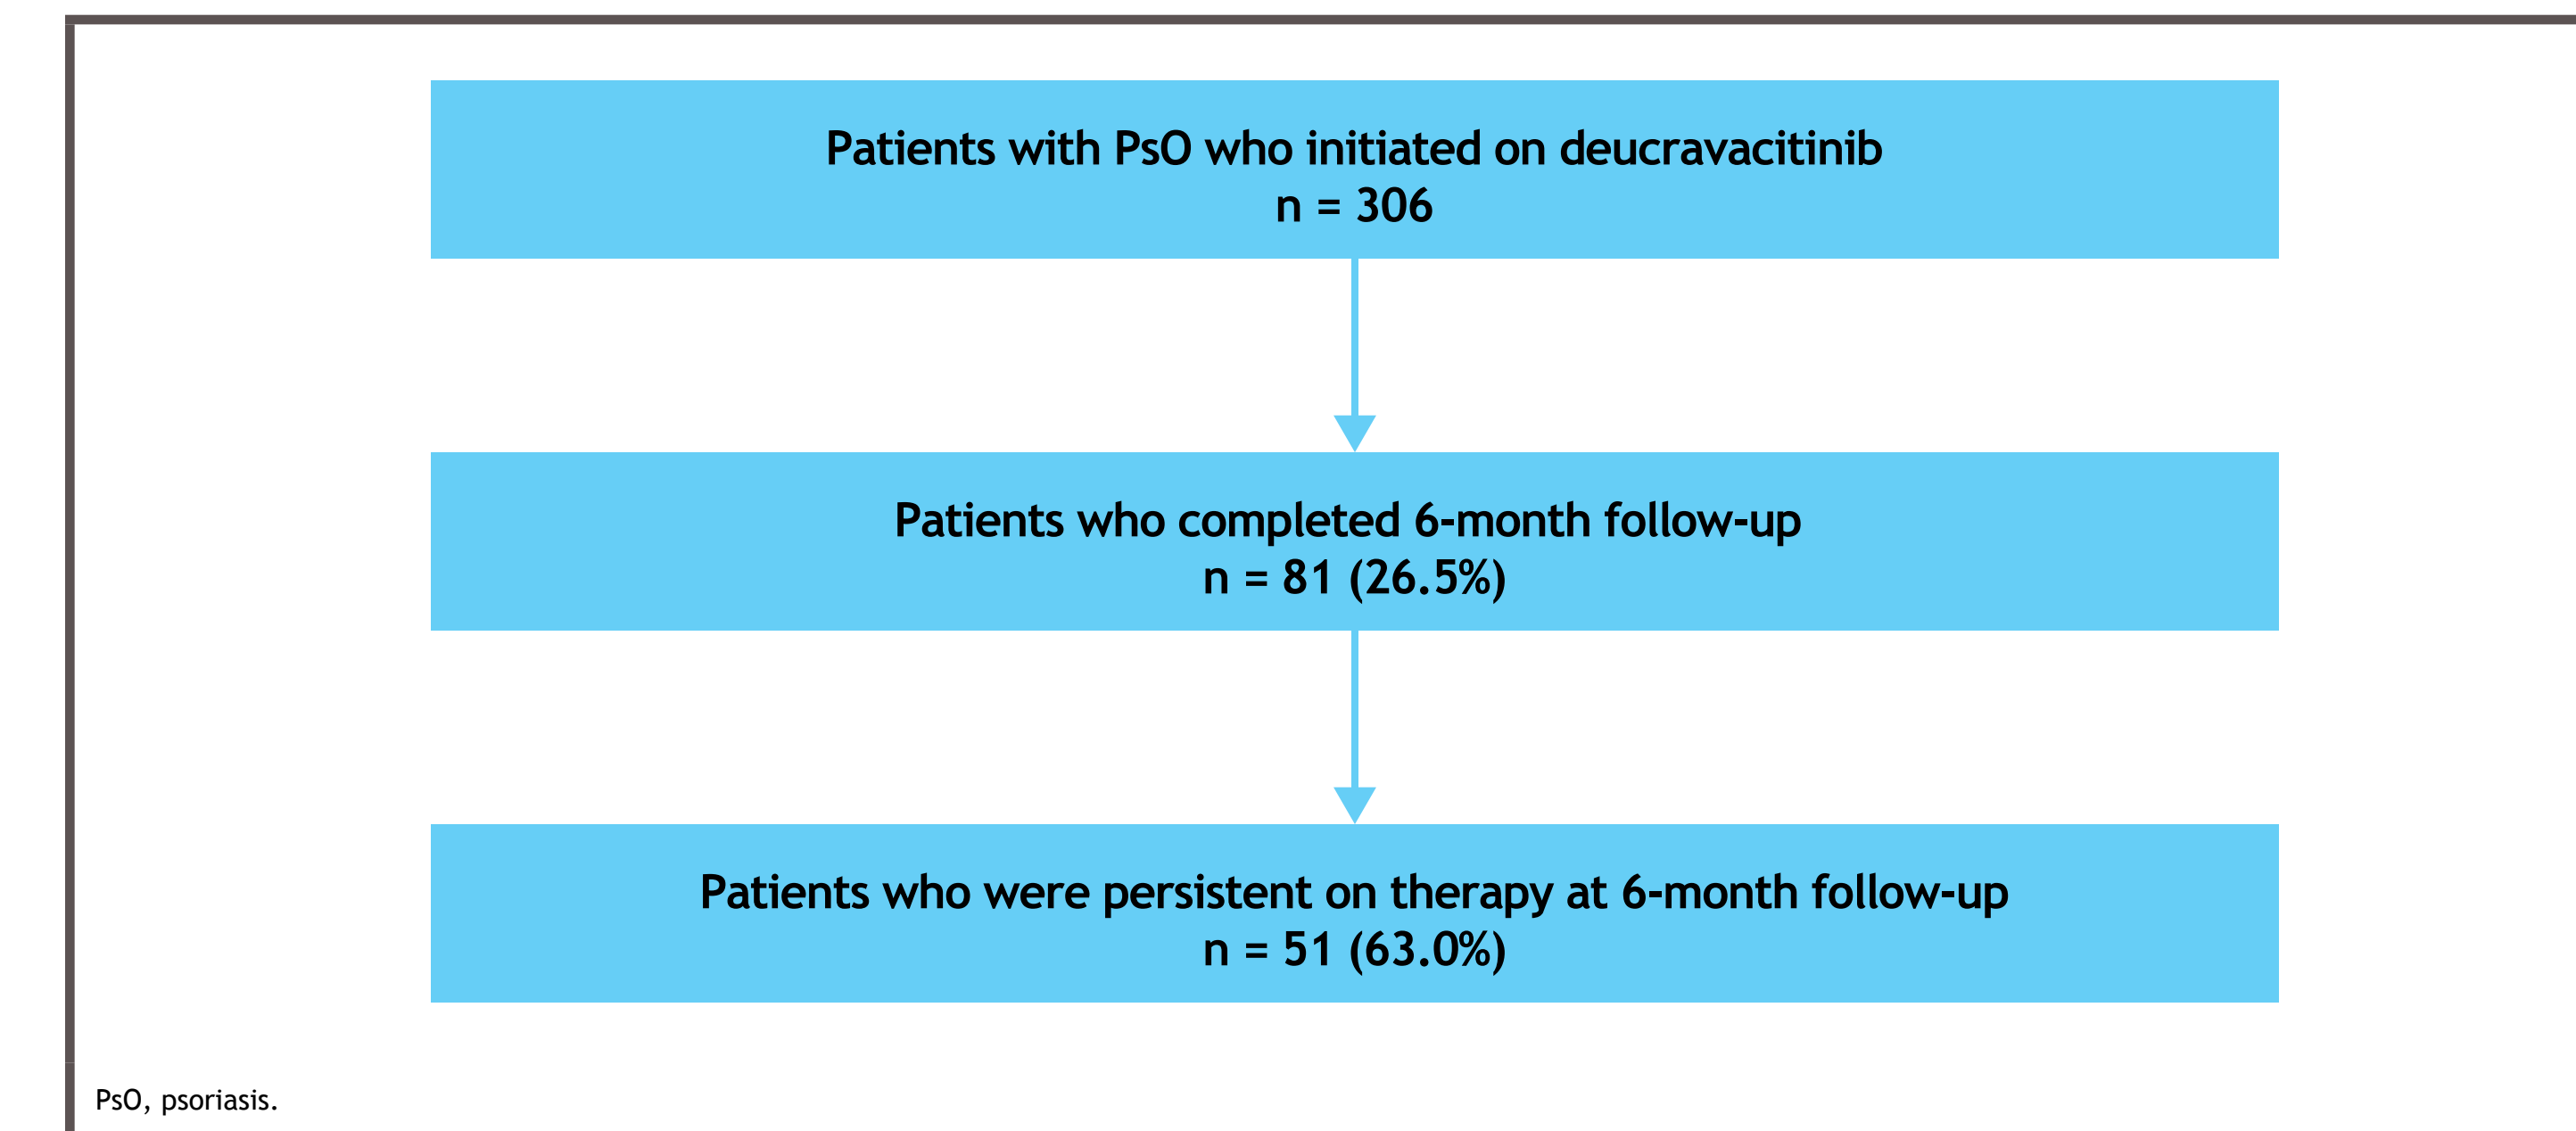 Patients with PsO who initiated on deucravacitinib
n = 306
Patients who completed 6-month follow-up
n = 81 (26.5%)
Patients who were persistent on therapy at 6-month follow-up
n = 51 (63.0%)
PsO, psoriasis.